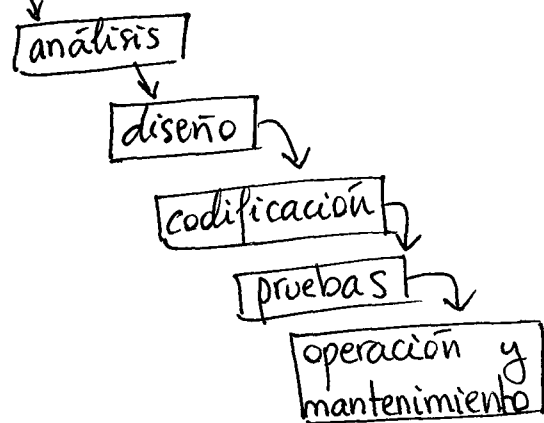 análisis
diseño
codificación
pruebas
operación y
mantenimiento